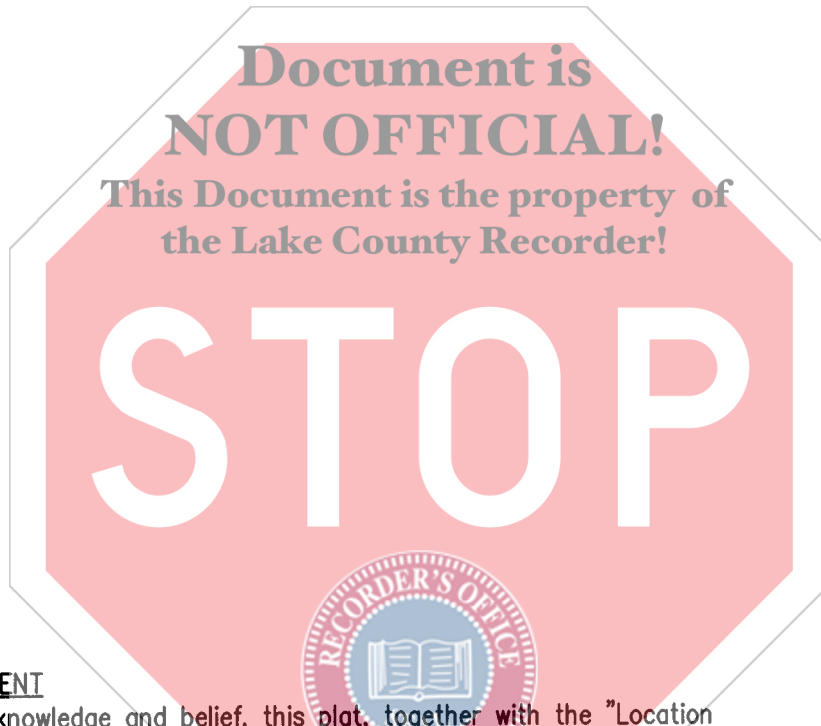 Document is
NOT OFFICIAL!
This Document is the property of
the Lake County Recorder!
STOP
RECORDER'S OFFICE
ENT
knowledge and belief, this plat, together with the "Location